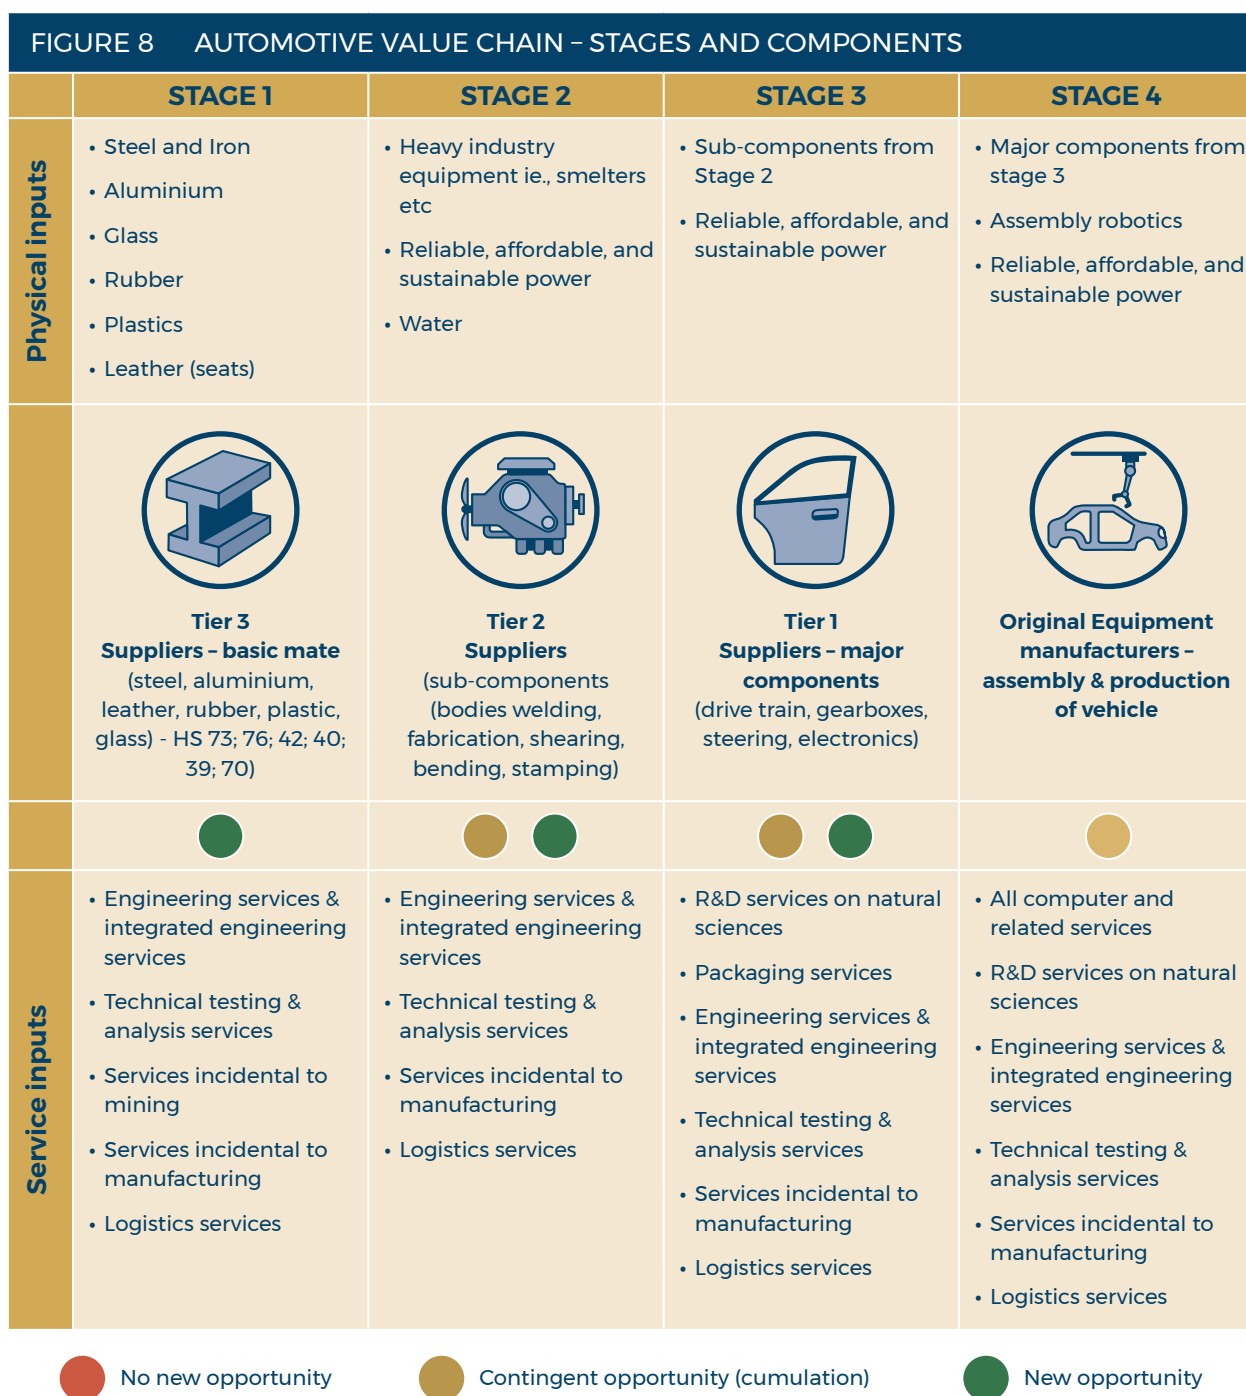 FIGURE 8 AUTOMOTIVE VALUE CHAIN – STAGES AND COMPONENTS
STAGE 1
STAGE 2
STAGE 3
STAGE 4
Physical inputs
• Steel and Iron
• Aluminium
• Glass
• Rubber
• Plastics
• Leather (seats)
• Heavy industry
equipment ie., smelters
etc
• Reliable, affordable, and
sustainable power
• Water
• Sub-components from
Stage 2
• Reliable, affordable, and
sustainable power
• Major components from
stage 3
• Assembly robotics
• Reliable, affordable, and
sustainable power
Tier 3
Suppliers – basic mate
(steel, aluminium,
leather, rubber, plastic,
glass) - HS 73; 76; 42; 40;
39; 70)
Tier 2
Suppliers
(sub-components
(bodies welding,
fabrication, shearing,
bending, stamping)
Tier 1
Suppliers – major
components
(drive train, gearboxes,
steering, electronics)
Original Equipment
manufacturers –
assembly & production
of vehicle
Service inputs
• Engineering services &
integrated engineering
services
• Technical testing &
analysis services
• Services incidental to
mining
• Services incidental to
manufacturing
• Logistics services
• Engineering services &
integrated engineering
services
• Technical testing &
analysis services
• Services incidental to
manufacturing
• Logistics services
• R&D services on natural
sciences
• Packaging services
• Engineering services &
integrated engineering
services
• Technical testing &
analysis services
• Services incidental to
manufacturing
• Logistics services
• All computer and
related services
• R&D services on natural
sciences
• Engineering services &
integrated engineering
services
• Technical testing &
analysis services
• Services incidental to
manufacturing
• Logistics services
No new opportunity
Contingent opportunity (cumulation)
New opportunity